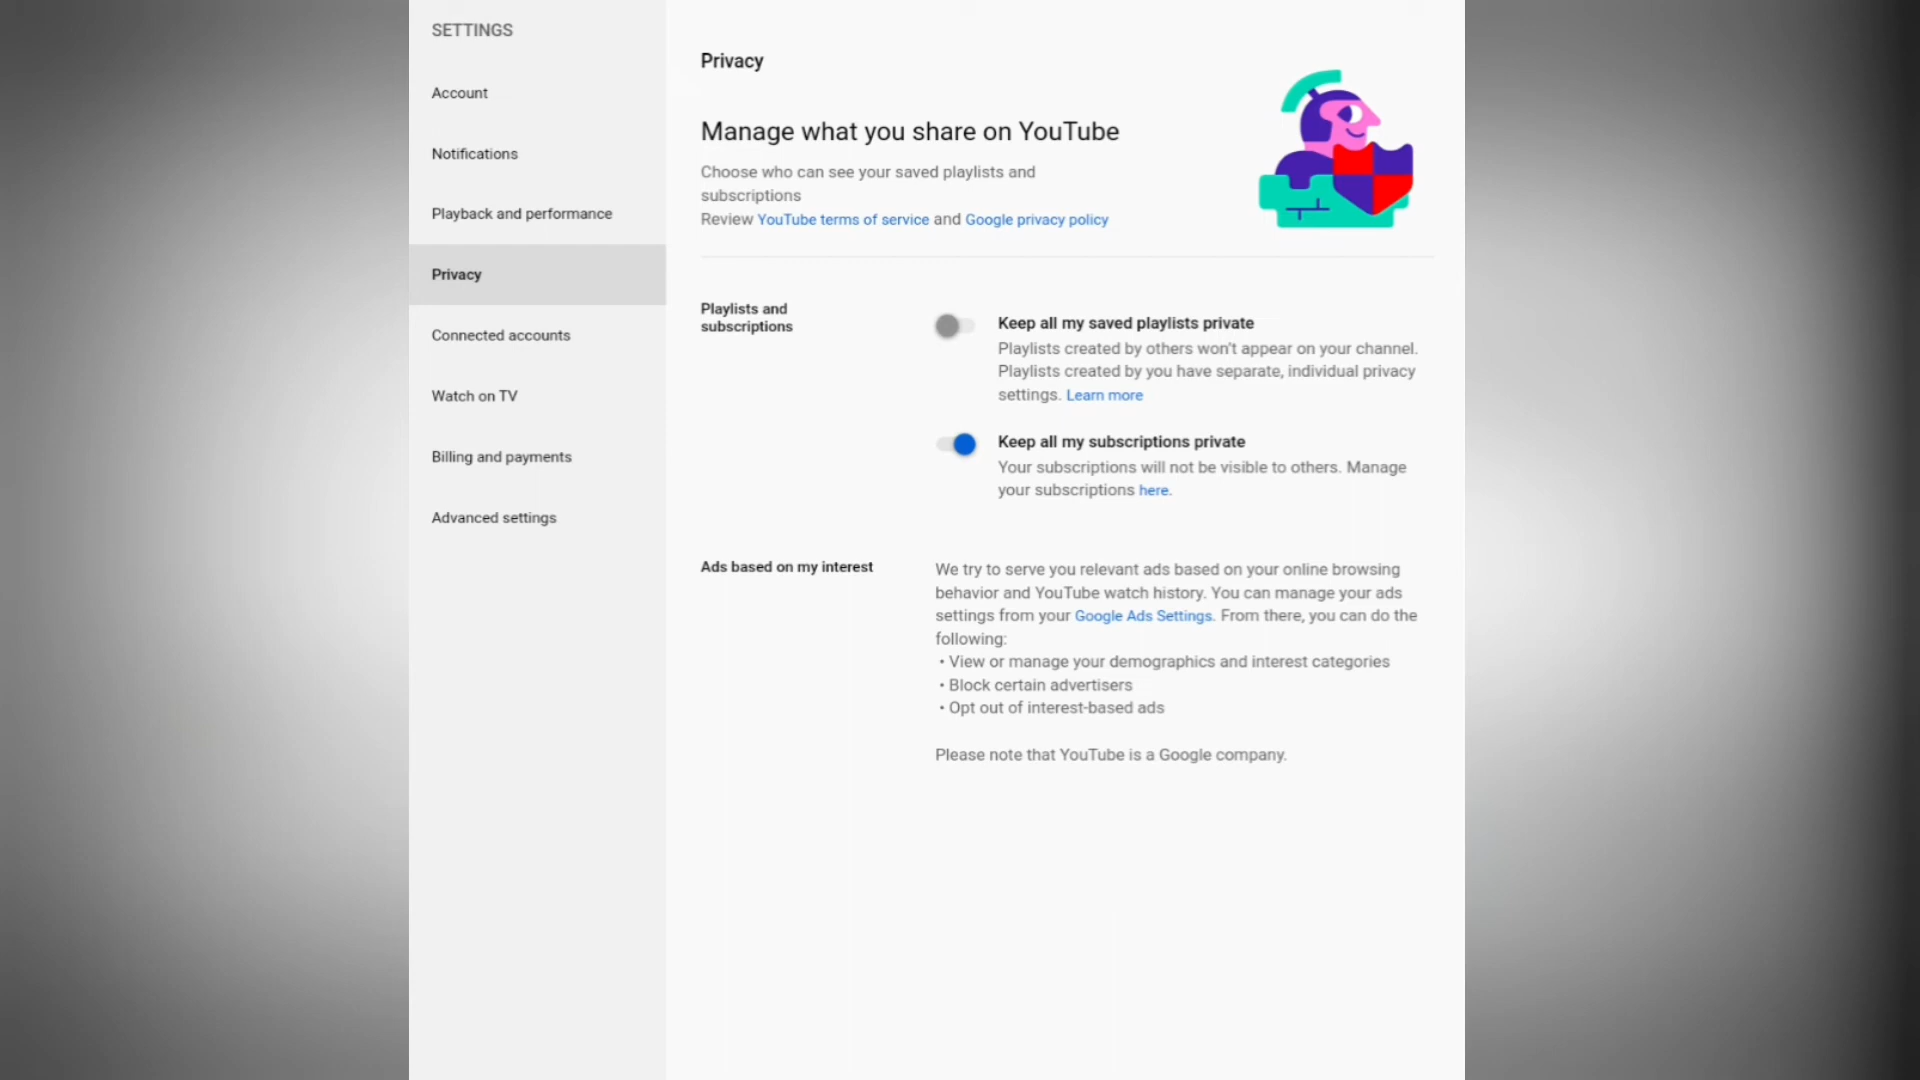 SETTINGS
Account
Notifications
Playback and performance
Privacy
Connected accounts
Watch on TV
Billing and payments
Advanced settings
Privacy
Manage what you share on YouTube
Choose who can see your saved playlists and
subscriptions
Review YouTube terms of service and Google privacy policy
Playlists and
subscriptions
Keep all my saved playlists private
Playlists created by others won't appear on your channel.
Playlists created by you have separate, individual privacy
settings. Learn more
Keep all my subscriptions private
Your subscriptions will not be visible to others. Manage
your subscriptions here.
Ads based on my interest
We try to serve you relevant ads based on your online browsing
behavior and YouTube watch history. You can manage your ads
settings from your Google Ads Settings. From there, you can do the
following:
• View or manage your demographics and interest categories
• Block certain advertisers
• Opt out of interest-based ads
Please note that YouTube is a Google company.